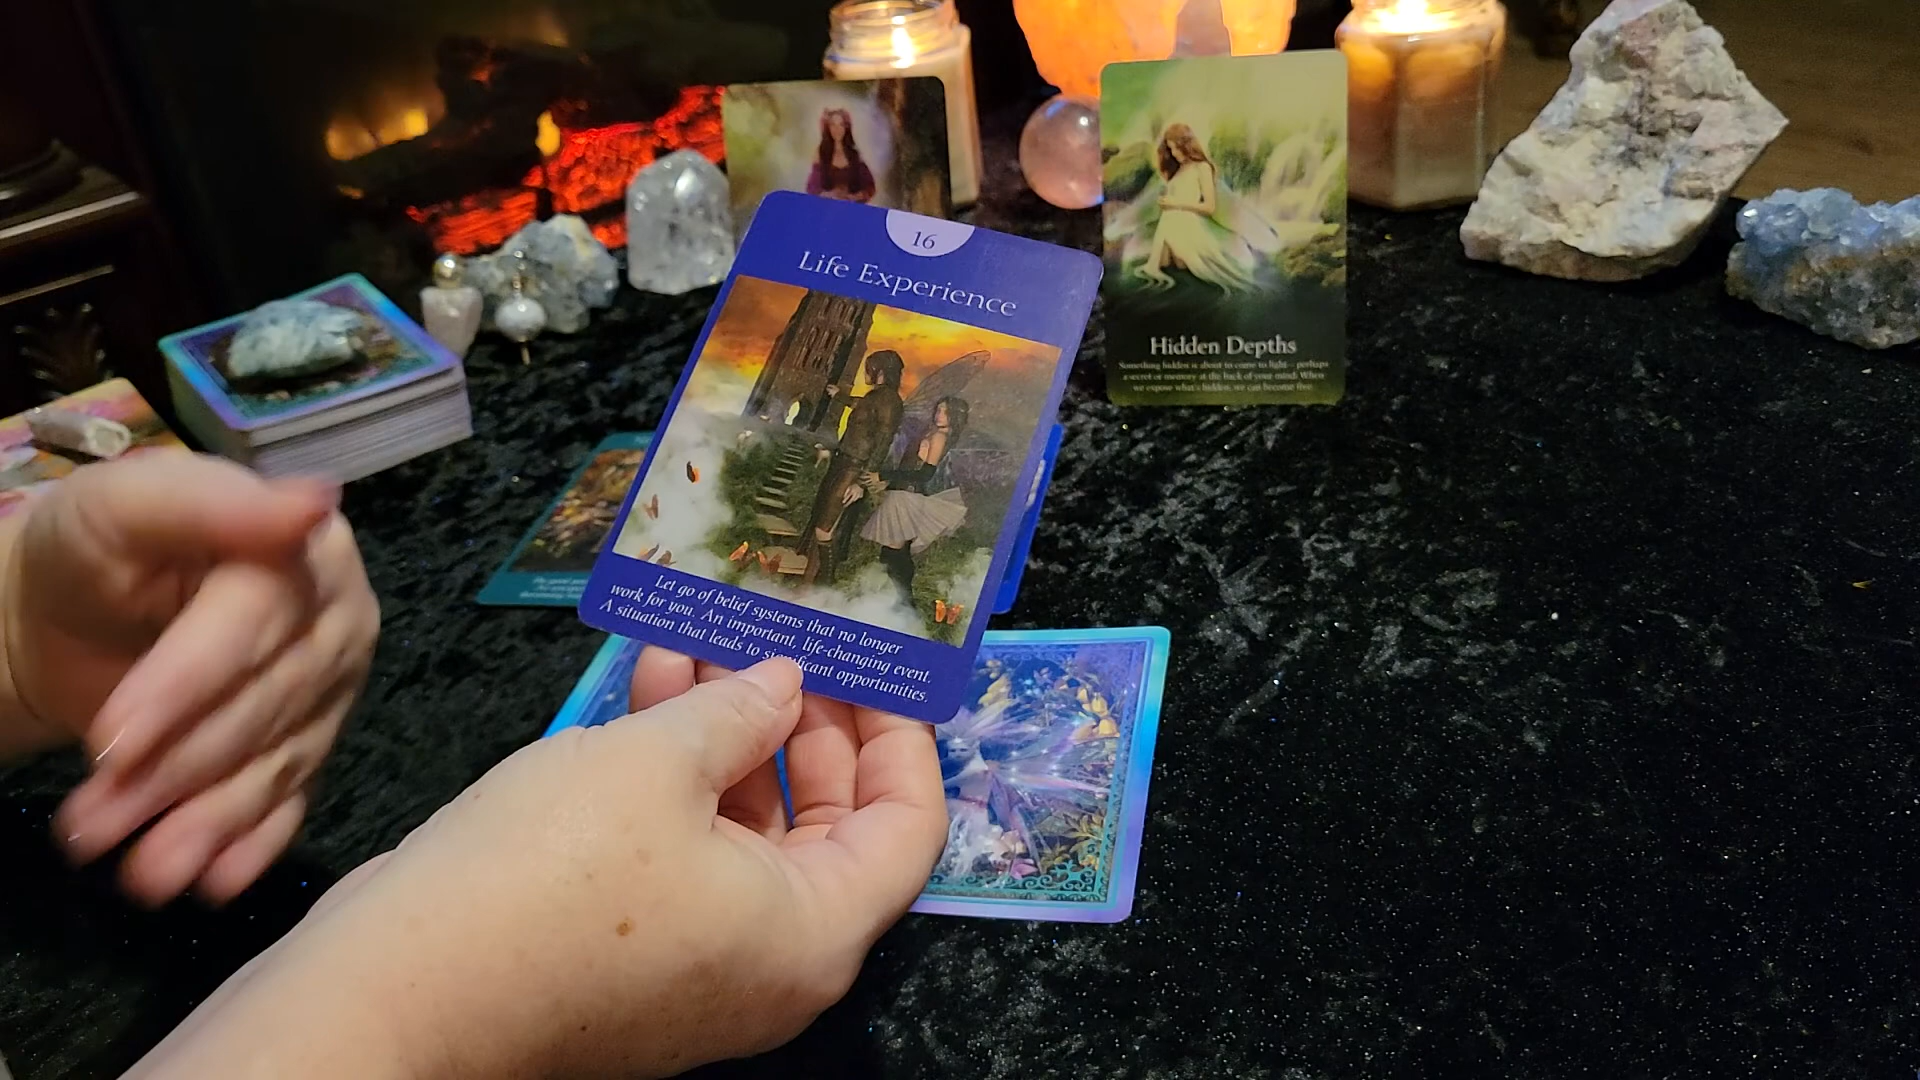 16
Life Experience
Let go of belief systems that no longer
work for you. An important, life-changing event.
A situation that leads to significant opportunities.
Hidden Depths
Something hidden is about to come to light – perhaps
a secret or memory at the back of your mind. When
we expose what's hidden, we can become free.